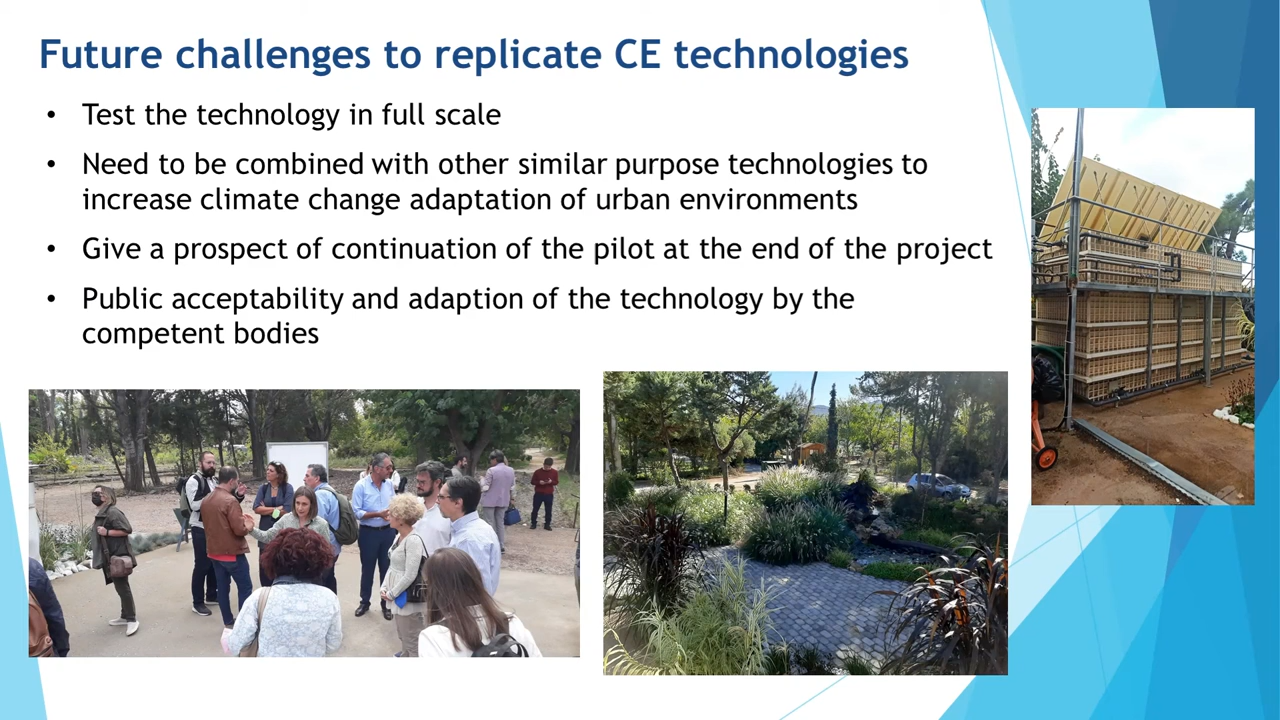 Future challenges to replicate CE technologies
• Test the technology in full scale
• Need to be combined with other similar purpose technologies to
increase climate change adaptation of urban environments
• Give a prospect of continuation of the pilot at the end of the project
• Public acceptability and adaption of the technology by the
competent bodies